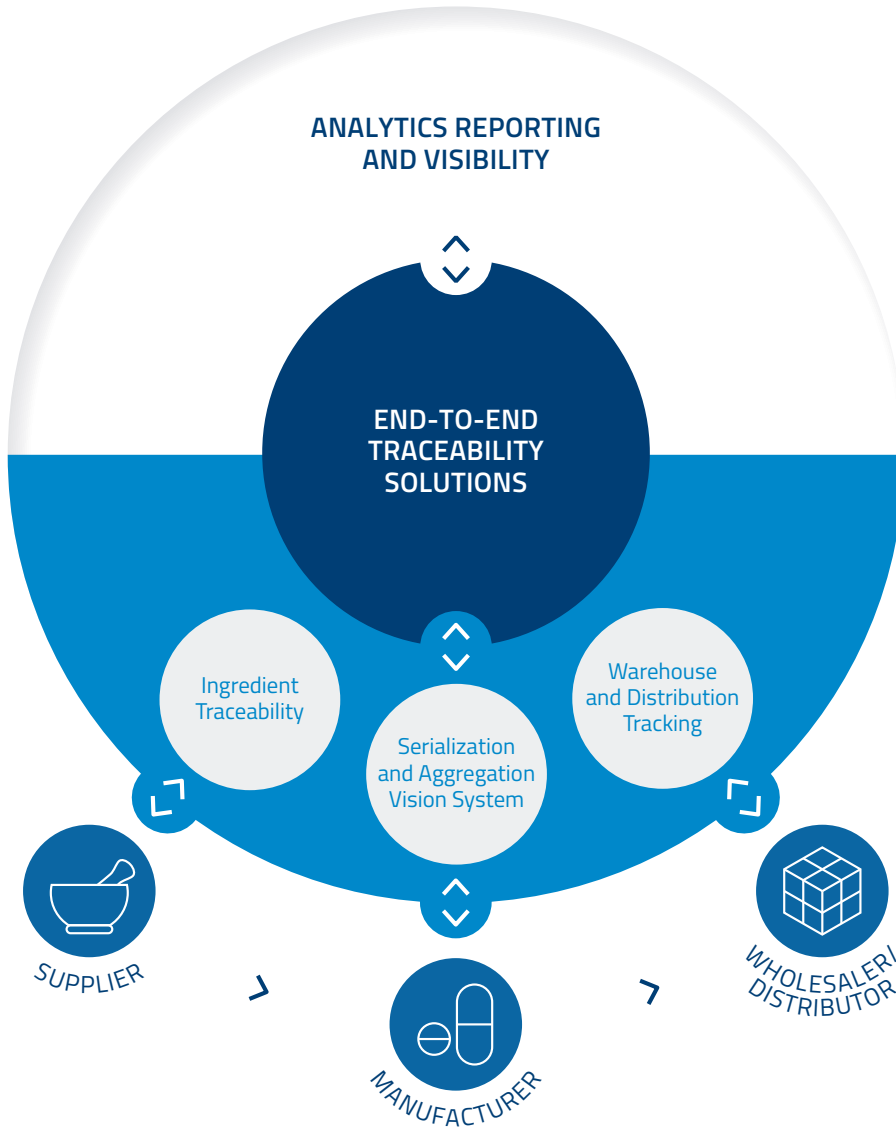 ANALYTICS REPORTING
AND VISIBILITY
END-TO-END
TRACEABILITY
SOLUTIONS
Ingredient
Traceability
Serialization
and Aggregation
Vision System
Warehouse
and Distribution
Tracking
SUPPLIER
MANUFACTURER
WHOLESALER/
DISTRIBUTOR